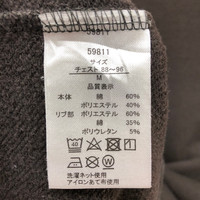 59811
サイズ
チェスト 88〜96
M
品質表示
本体 綿 60%
ポリエステル 40%
リブ部 ポリエステル 60%
綿 35%
ポリウレタン 5%
40
洗濯ネット使用
アイロンあて布使用